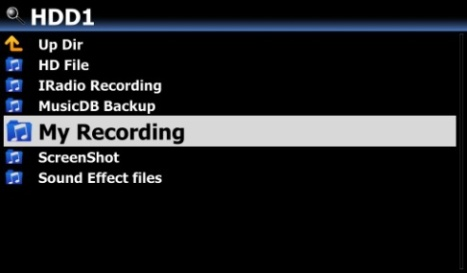 HDD1
Up Dir
HD File
IRadio Recording
MusicDB Backup
My Recording
ScreenShot
Sound Effect files